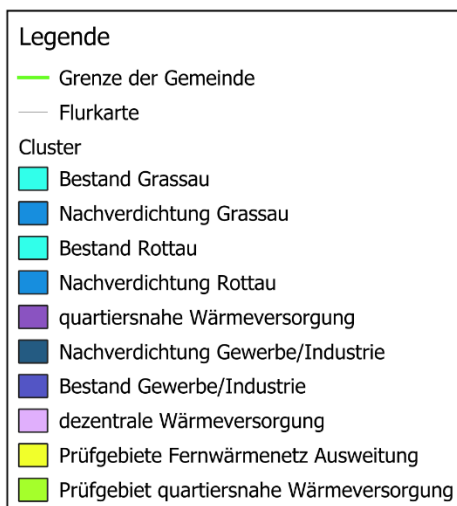 Legende
Grenze der Gemeinde
Flurkarte
Cluster
Bestand Grassau
Nachverdichtung Grassau
Bestand Rottau
Nachverdichtung Rottau
quartiersnahe Wärmeversorgung
Nachverdichtung Gewerbe/Industrie
Bestand Gewerbe/Industrie
dezentrale Wärmeversorgung
Prüfgebiete Fernwärmenetz Ausweitung
Prüfgebiet quartiersnahe Wärmeversorgung